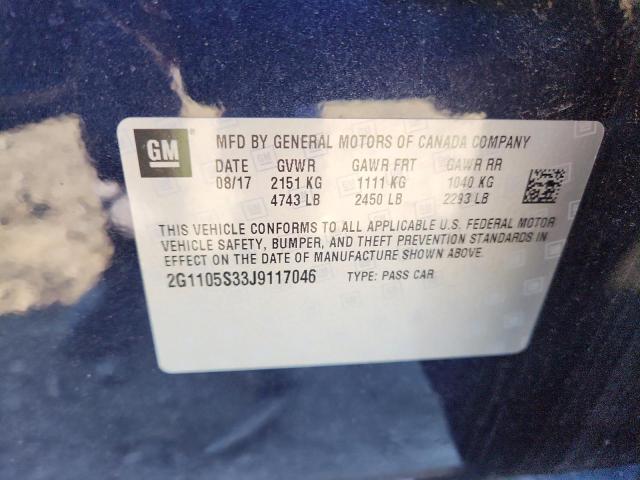 GM MFD BY GENERAL MOTORS OF CANADA COMPANY
DATE GVWR GAWR FRT GAWR RR
08/17 2151 KG 1111 KG 1040 KG
4743 LB 2450 LB 2293 LB
THIS VEHICLE CONFORMS TO ALL APPLICABLE U.S. FEDERAL MOTOR
VEHICLE SAFETY, BUMPER, AND THEFT PREVENTION STANDARDS IN
EFFECT ON THE DATE OF MANUFACTURE SHOWN ABOVE.
2G1105S33J9117046 TYPE: PASS CAR